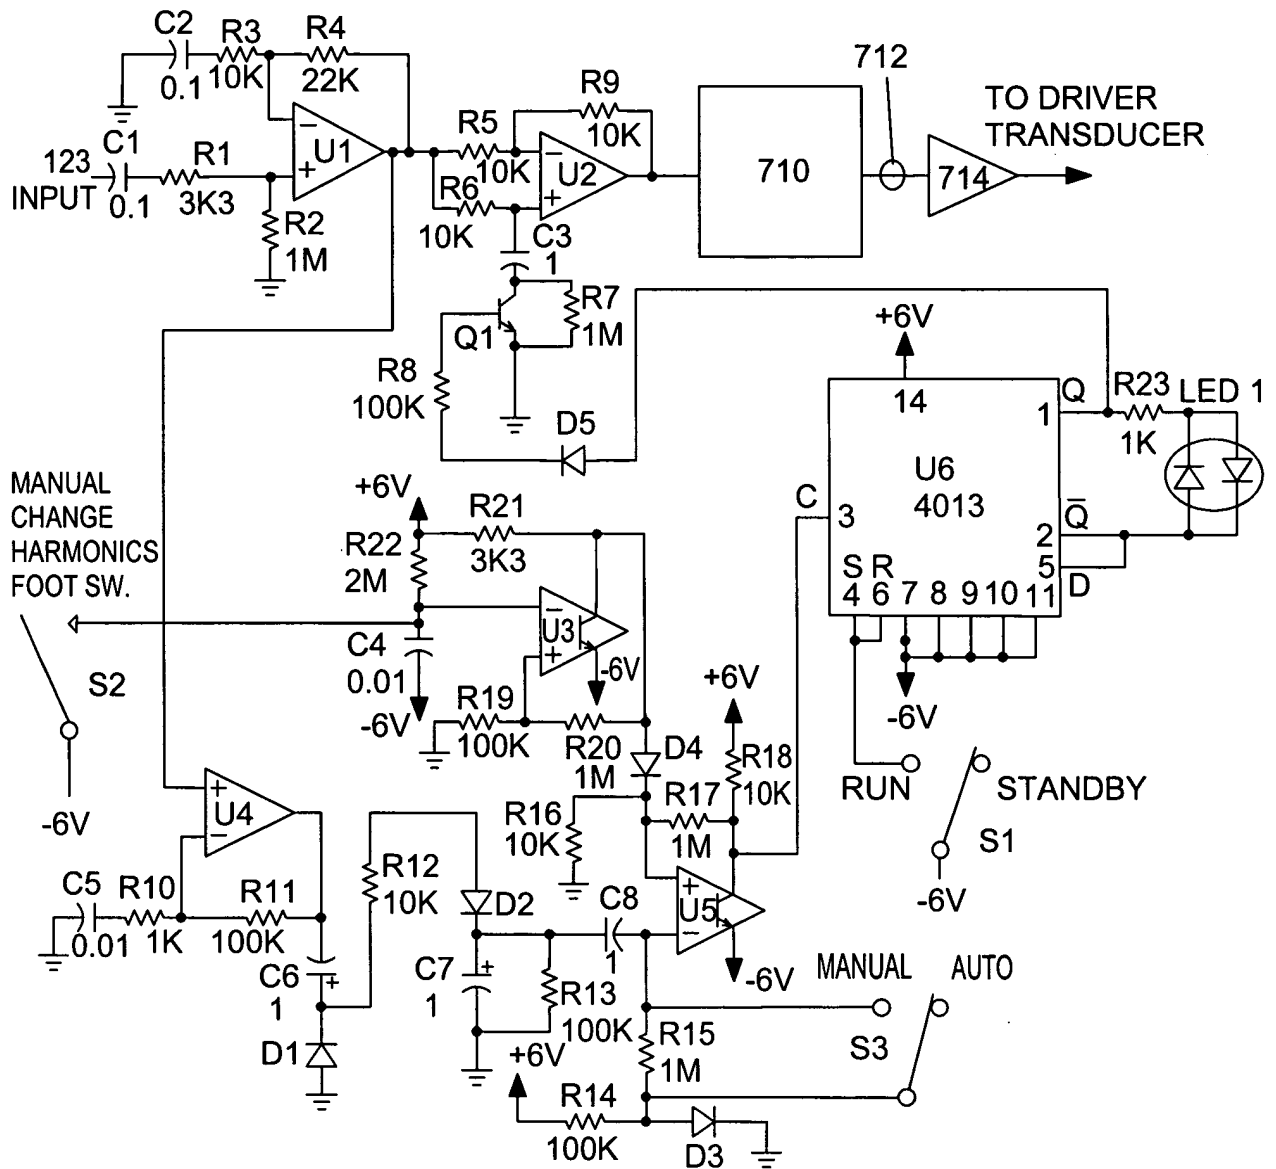 C2
R3
R4
0.1
10K
22K
712
R9
10K
TO DRIVER
TRANSDUCER
123
INPUT
C1
0.1
R1
3K3
−
U1
+
R2
1M
R5
10K
R6
10K
−
U2
+
710
714
C3
1
R7
1M
Q1
R8
100K
D5
+6V
14
Q
1
R23
1K
LED 1
U6
4013
C
3
Q̅
2
5
D
S R
4 6 7 8 9 10 11
-6V
MANUAL
CHANGE
HARMONICS
FOOT SW.
S2
-6V
+6V
R21
3K3
R22
2M
C4
0.01
-6V
−
U3
+
-6V
R19
100K
R20
1M
D4
+6V
R18
10K
R17
1M
R16
10K
RUN
STANDBY
S1
-6V
+
U4
−
C5
0.01
R10
1K
R11
100K
C6
1
+
D1
R12
10K
D2
C7
1
+
R13
100K
C8
1
+
U5
−
-6V
MANUAL
AUTO
S3
R15
1M
+6V
R14
100K
D3